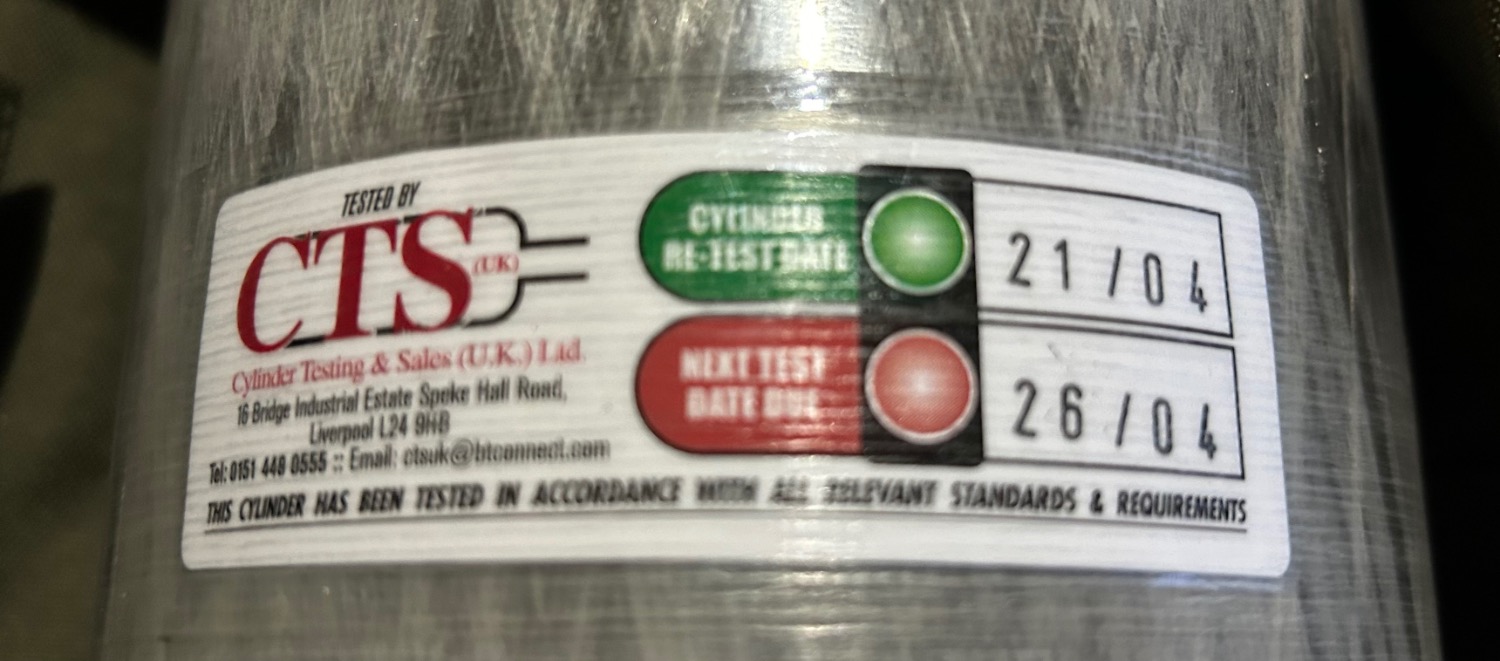 TESTED BY
CTS (UK)
Cylinder Testing & Sales (U.K.) Ltd.
16 Bridge Industrial Estate Speke Hall Road,
Liverpool L24 9HB
Tel: 0151 448 0555 :: Email: ctsuk@btconnect.com
CYLINDER
RE-TEST DATE
21/04
NEXT TEST
DATE DUE
26/04
THIS CYLINDER HAS BEEN TESTED IN ACCORDANCE WITH ALL RELEVANT STANDARDS & REQUIREMENTS